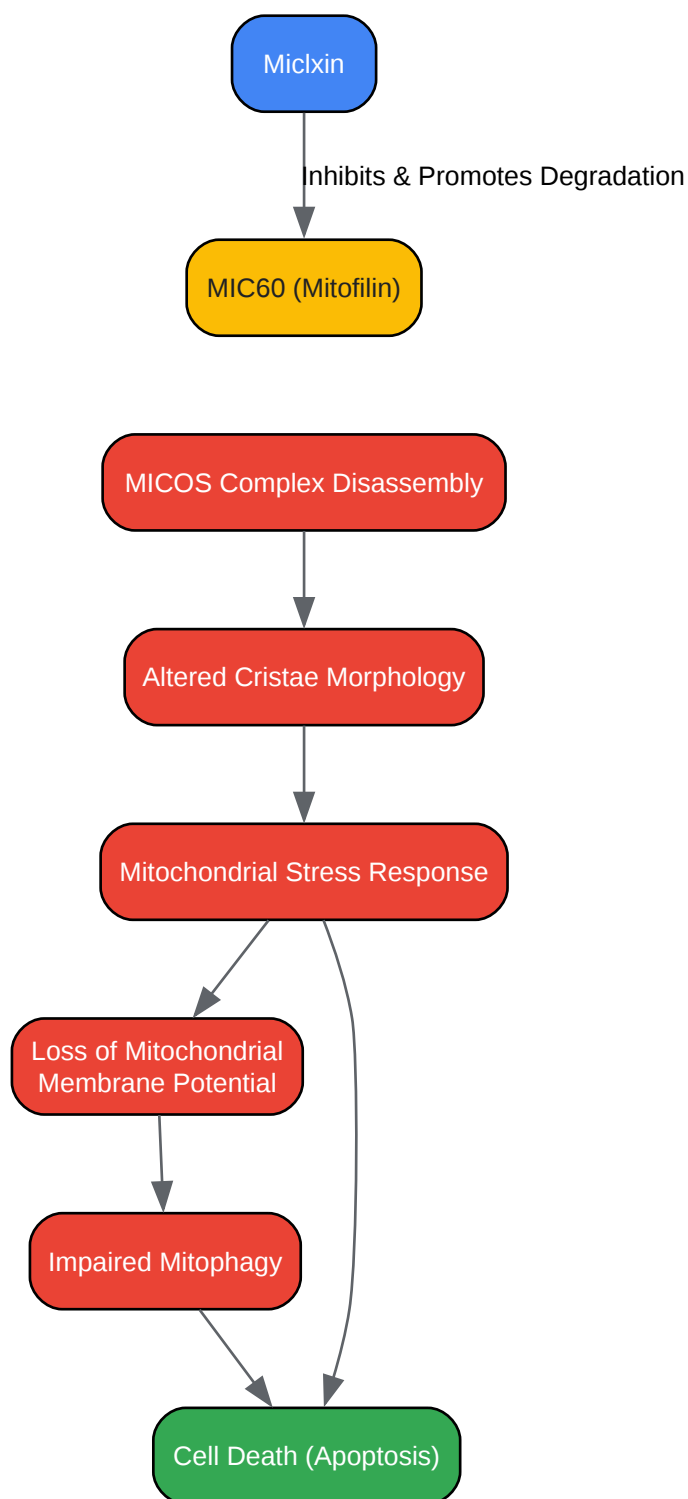 Miclxin
Inhibits & Promotes Degradation
MIC60 (Mitofilin)
MICOS Complex Disassembly
Altered Cristae Morphology
Mitochondrial Stress Response
Loss of Mitochondrial
Membrane Potential
Impaired Mitophagy
Cell Death (Apoptosis)